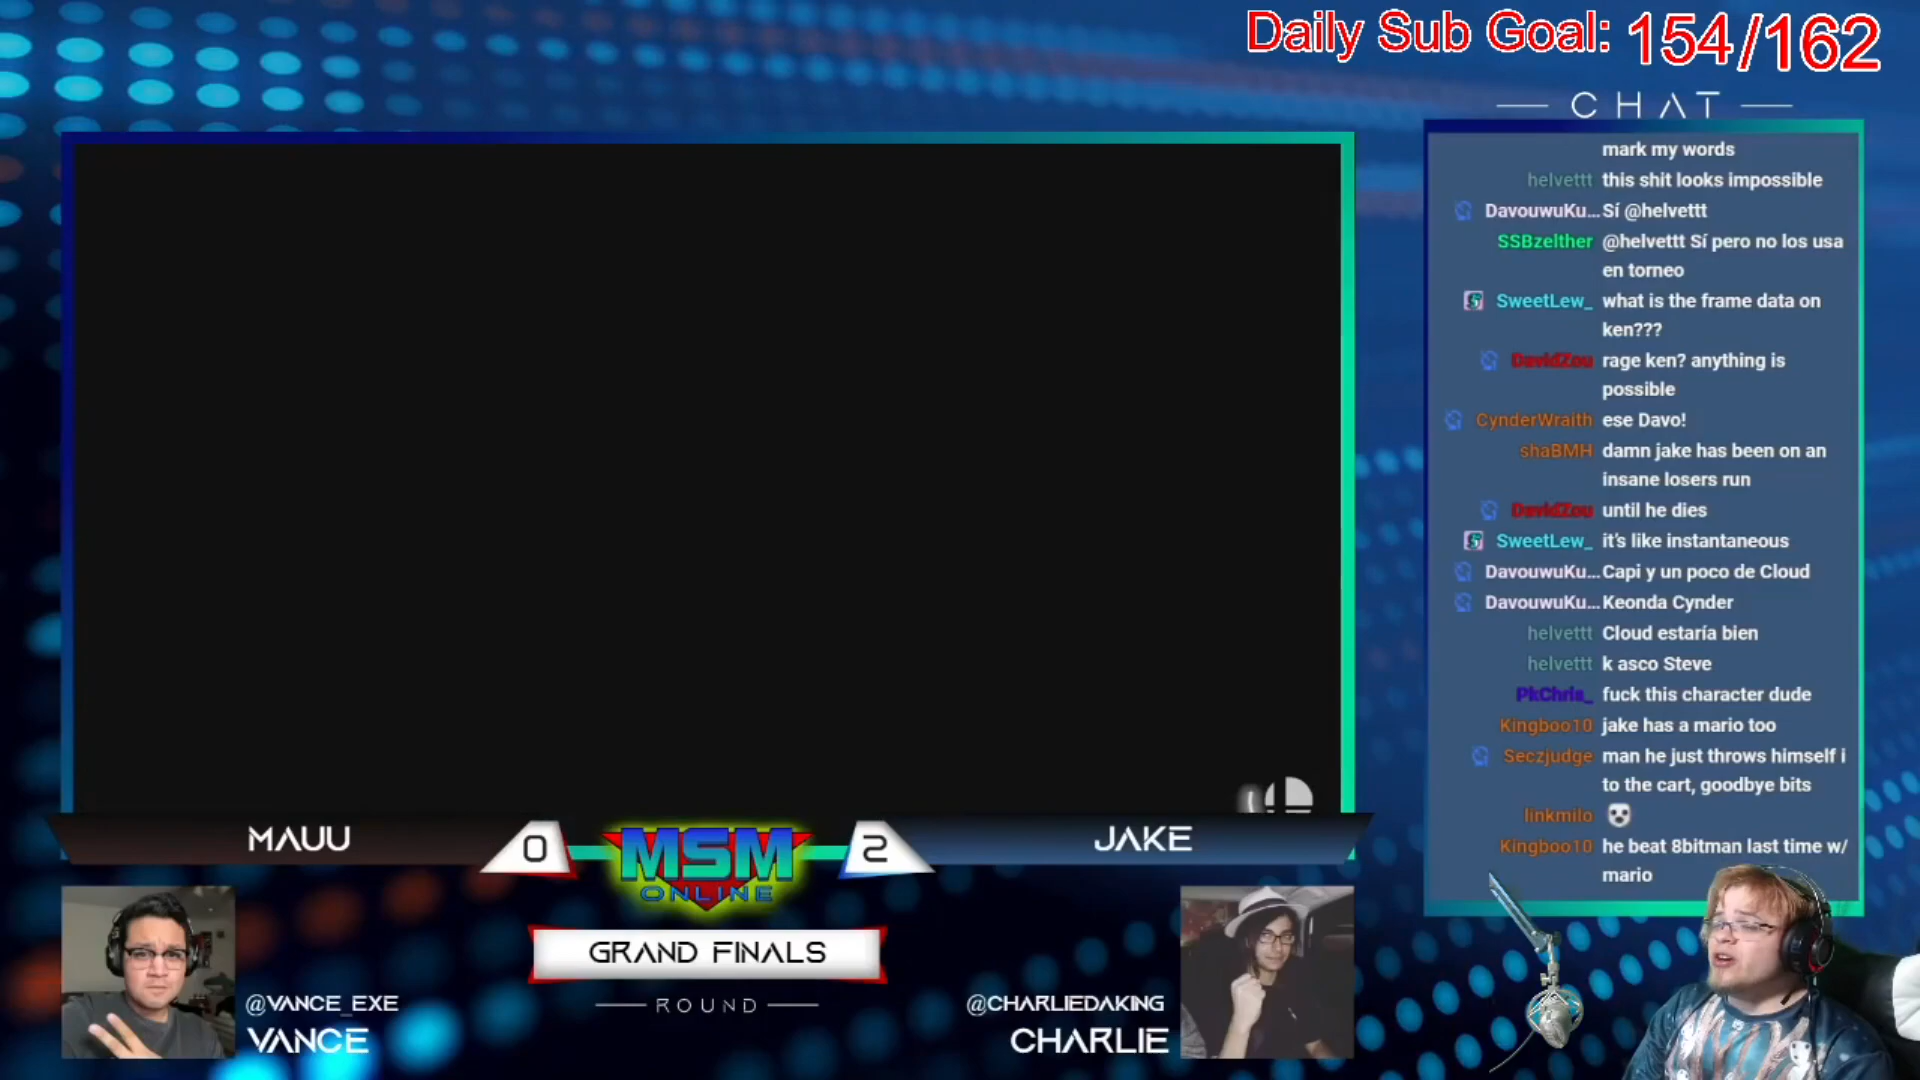 Daily Sub Goal: 154/162
CHAT
mark my words
helvettt this shit looks impossible
DavouwuKu... Sí @helvettt
SSBzelther @helvettt Sí pero no los usa
en torneo
SweetLew_ what is the frame data on
ken???
DavidZou rage ken? anything is
possible
CynderWraith ese Davo!
shaBMH damn jake has been on an
insane losers run
DavidZou until he dies
SweetLew_ it's like instantaneous
DavouwuKu... Capi y un poco de Cloud
DavouwuKu... Keonda Cynder
helvettt Cloud estaría bien
helvettt k asco Steve
PkChris_ fuck this character dude
Kingboo10 jake has a mario too
Seczjudge man he just throws himself i
to the cart, goodbye bits
linkmilo
Kingboo10 he beat 8bitman last time w/
mario
MAUU 0 MSM 2 JAKE
ONLINE
GRAND FINALS
ROUND
@VANCE_EXE
VANCE
@CHARLIEDAKING
CHARLIE